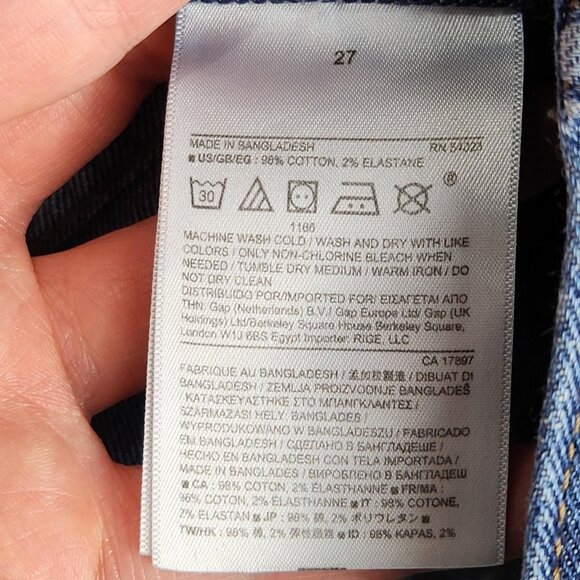 27
MADE IN BANGLADESH RN 54323
US/GB/EG : 98% COTTON, 2% ELASTANE
30
®
1166
MACHINE WASH COLD / WASH AND DRY WITH LIKE
COLORS / ONLY NON-CHLORINE BLEACH WHEN
NEEDED / TUMBLE DRY MEDIUM / WARM IRON / DO
NOT DRY CLEAN
DISTRIBUIDO POR/IMPORTED FOR/ ΕΙΣΑΓΕΤΑΙ ΑΠΟ
ΤΗΝ: Gap (Netherlands) B.V./ Gap Europe Ltd/ Gap (UK
Holdings) Ltd/Berkeley Square House Berkeley Square,
London W1J 6BS Egypt Importer: RIGE, LLC
CA 17897
FABRIQUE AU BANGLADESH / 孟加拉製造 / DIBUAT DI
BANGLADESH / ZEMLJA PROIZVODNJE BANGLADEŠ
/ ΚΑΤΑΣΚΕΥΑΣΤΗΚΕ ΣΤΟ ΜΠΑΝΓΚΛΑΝΤΕΣ /
SZÁRMAZÁSI HELY: BANGLADES /
WYPRODUKOWANO W BANGLADESZU / FABRICADO
EM BANGLADESH / СДЕЛАНО В БАНГЛАДЕШ /
HECHO EN BANGLADESH CON TELA IMPORTADA /
MADE IN BANGLADES / ВИРОБЛЕНО В БАНГЛАДЕШ
CA : 98% COTON, 2% ÉLASTHANNE FR/MA :
98% COTON, 2% ELASTHANNE IT : 98% COTONE,
2% ELASTAN JP : 98% 綿, 2% ポリウレタン
TW/HK : 98% 棉, 2% 彈性纖維 ID : 98% KAPAS, 2%